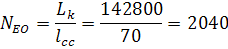 N_EO = L_k / l_cc = 142800 / 70 = 2040